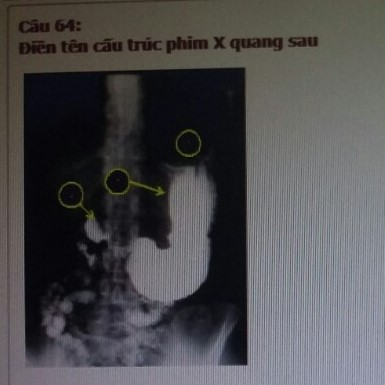 Câu 64:
Điền tên cấu trúc phim X quang sau